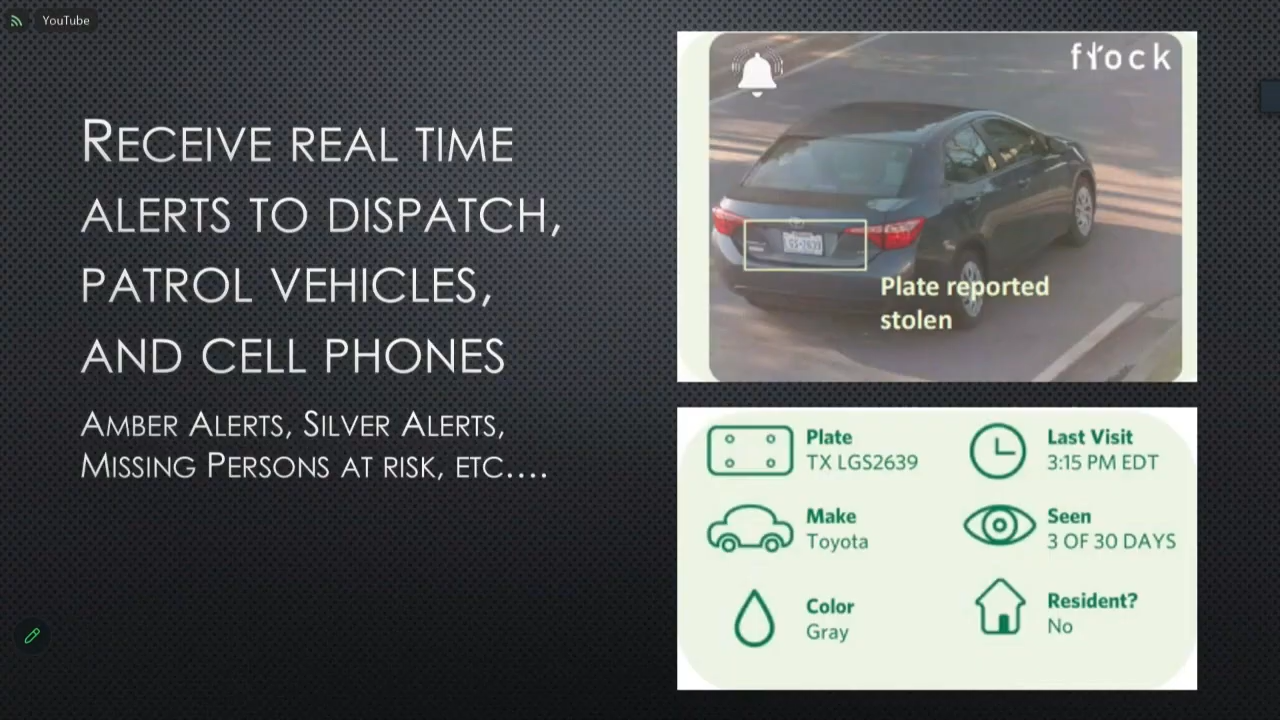 YouTube
RECEIVE REAL TIME
ALERTS TO DISPATCH,
PATROL VEHICLES,
AND CELL PHONES
AMBER ALERTS, SILVER ALERTS,
MISSING PERSONS AT RISK, ETC....
flock
LGS-2639
Plate reported
stolen
Plate
TX LGS2639
Last Visit
3:15 PM EDT
Make
Toyota
Seen
3 OF 30 DAYS
Color
Gray
Resident?
No